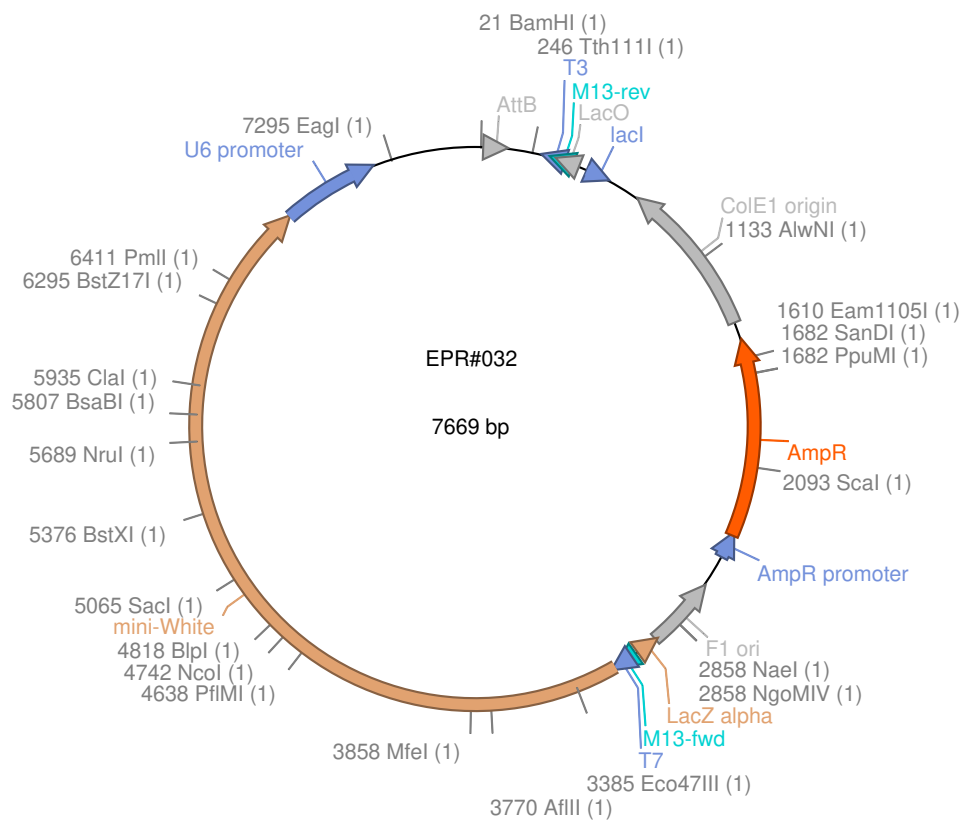 21 BamHI (1)
246 Tth111I (1)
T3
M13-rev
LacO
lacI
AttB
7295 EagI (1)
U6 promoter
ColE1 origin
1133 AlwNI (1)
6411 PmlI (1)
6295 BstZ17I (1)
1610 Eam1105I (1)
1682 SanDI (1)
1682 PpuMI (1)
EPR#032
7669 bp
5935 ClaI (1)
5807 BsaBI (1)
5689 NruI (1)
AmpR
2093 ScaI (1)
5376 BstXI (1)
AmpR promoter
5065 SacI (1)
mini-White
4818 BlpI (1)
4742 NcoI (1)
4638 PflMI (1)
F1 ori
2858 NaeI (1)
2858 NgoMIV (1)
LacZ alpha
M13-fwd
T7
3858 MfeI (1)
3385 Eco47III (1)
3770 AflII (1)